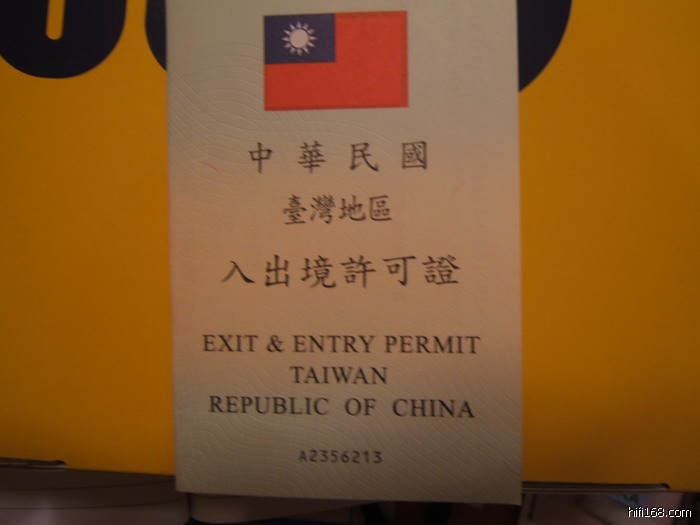 中華民國
臺灣地區
入出境許可證
EXIT & ENTRY PERMIT
TAIWAN
REPUBLIC OF CHINA
A2356213
hifi168.com